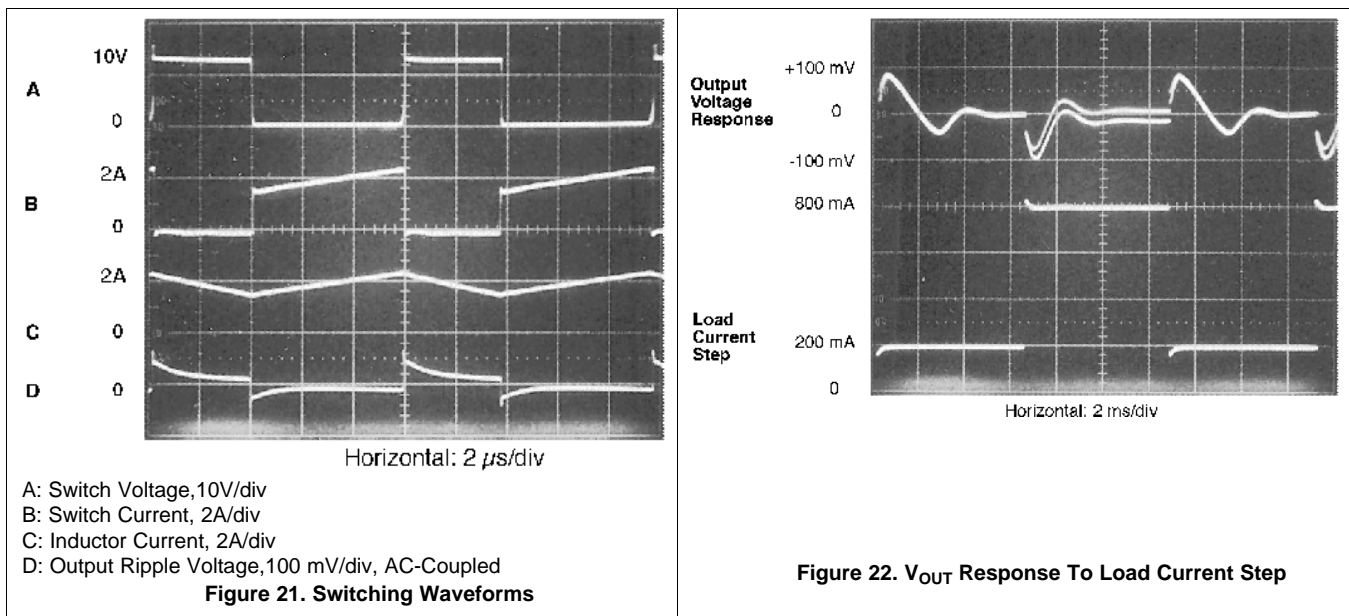 10V
A
0
2A
B
0
2A
C
0
D
0
Horizontal: 2 µs/div
A: Switch Voltage,10V/div
B: Switch Current, 2A/div
C: Inductor Current, 2A/div
D: Output Ripple Voltage,100 mV/div, AC-Coupled
Figure 21. Switching Waveforms
+100 mV
Output
Voltage
Response
0
-100 mV
800 mA
Load
Current
Step
200 mA
0
Horizontal: 2 ms/div
Figure 22. VOUT Response To Load Current Step